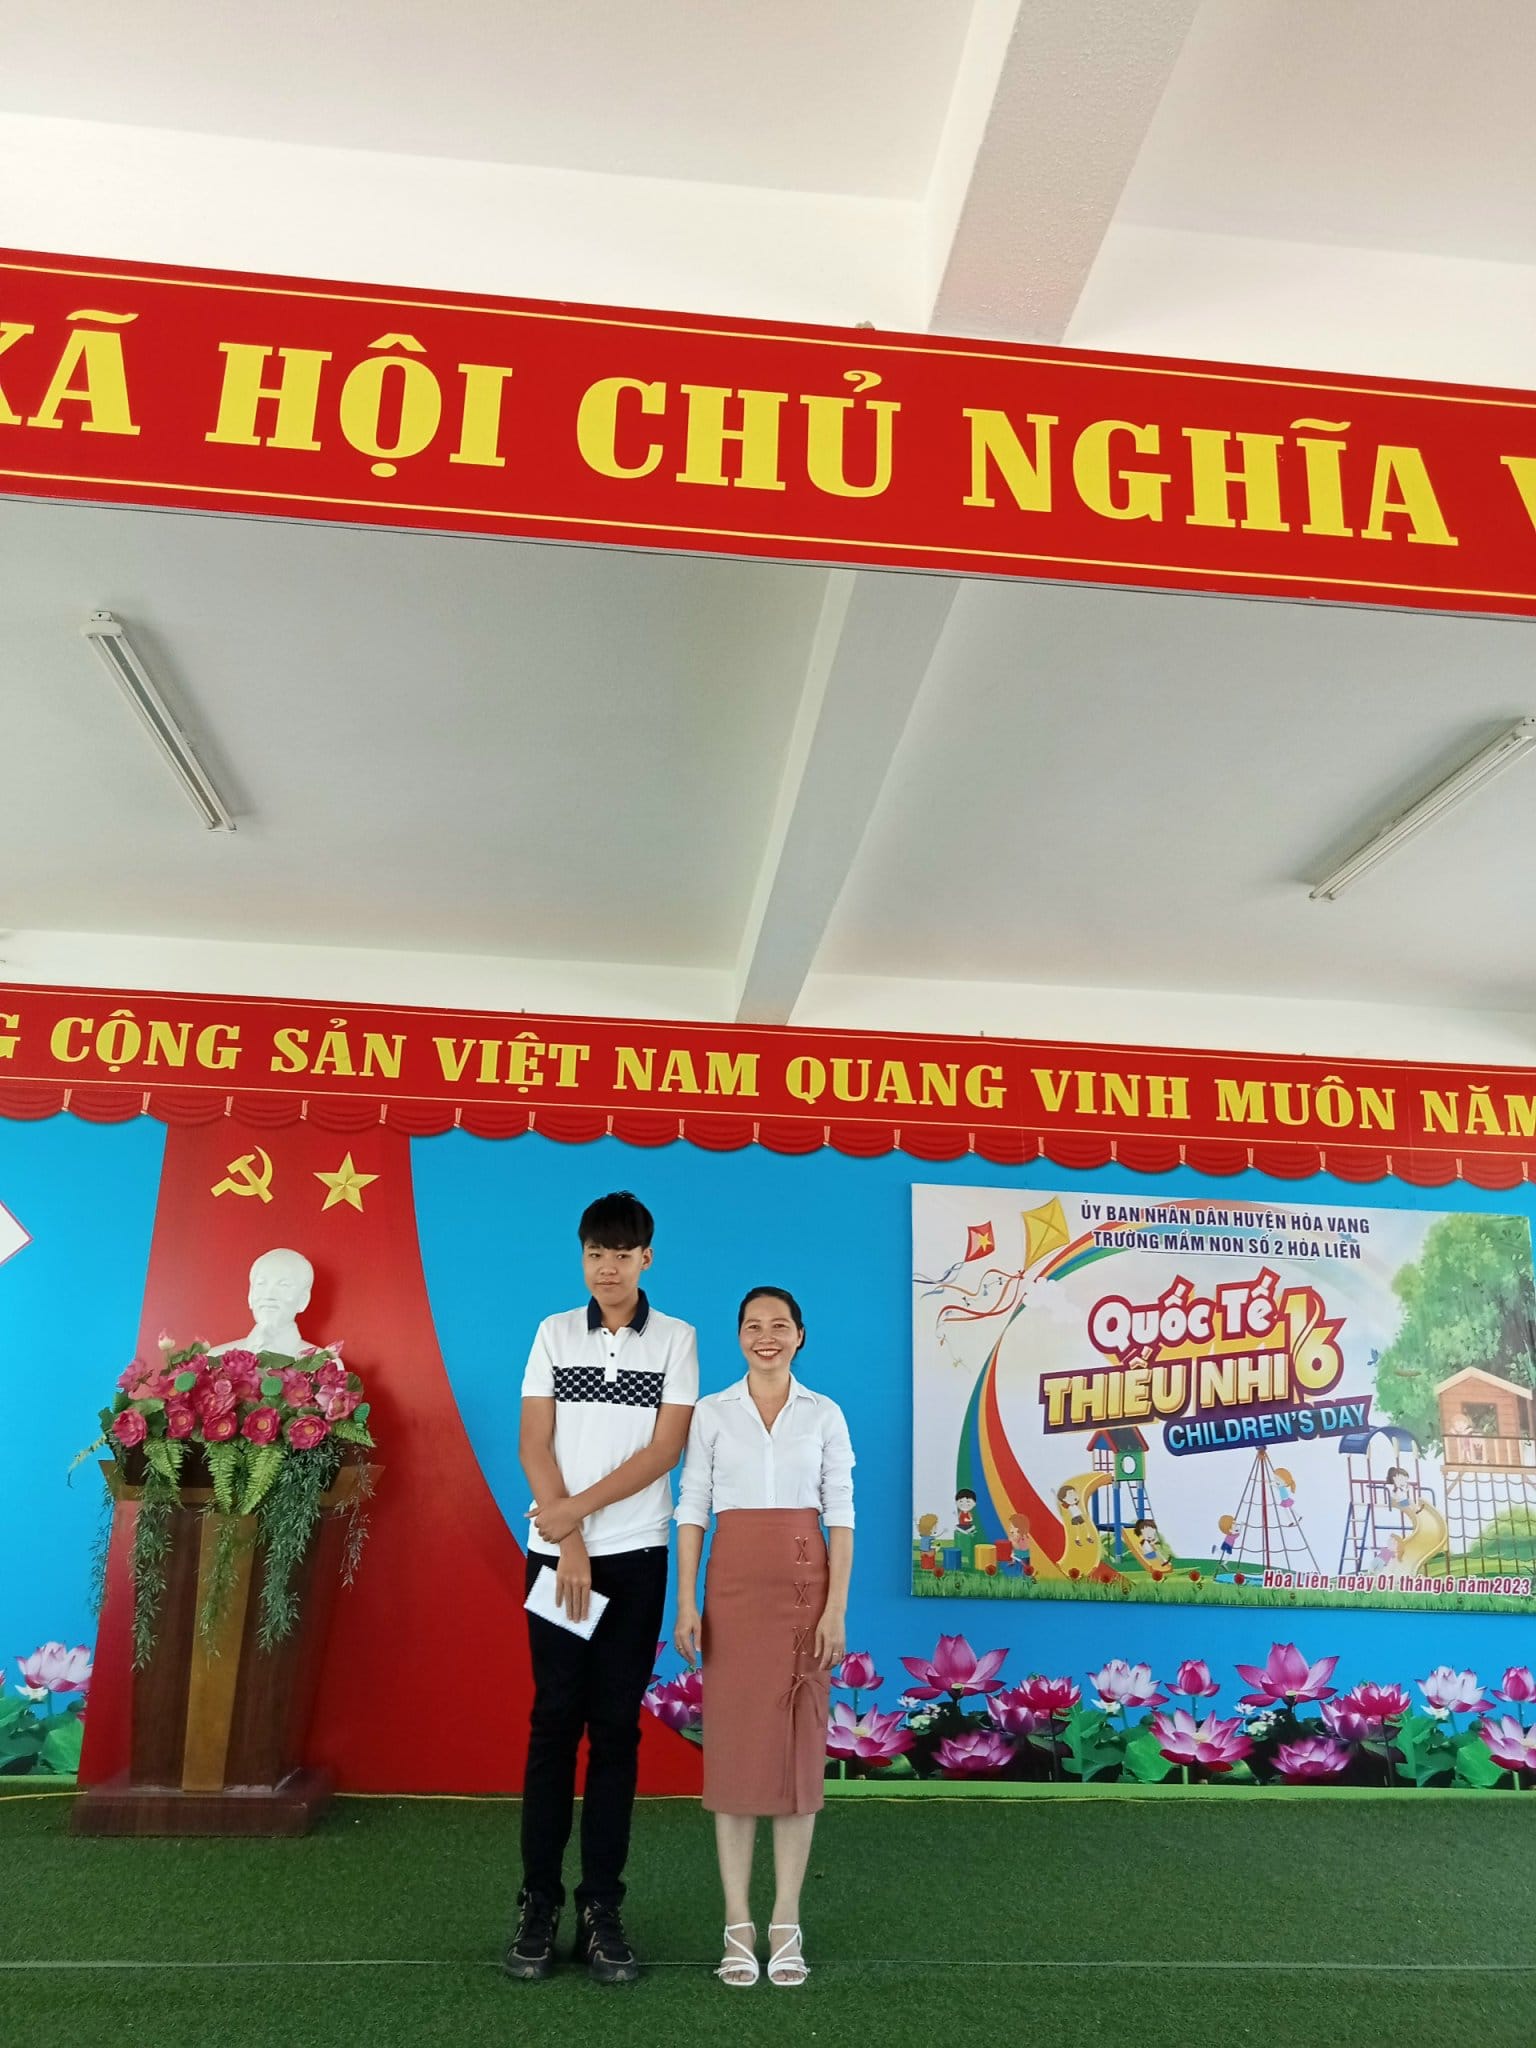 XÃ HỘI CHỦ NGHĨA
CỘNG SẢN VIỆT NAM QUANG VINH MUÔN NĂM
ỦY BAN NHÂN DÂN HUYỆN HÒA VANG
TRƯỜNG MẦM NON SỐ 2 HÒA LIÊN
QUỐC TẾ
THIẾU NHI 1/6
CHILDREN'S DAY
Hòa Liên, ngày 01 tháng 6 năm 2023